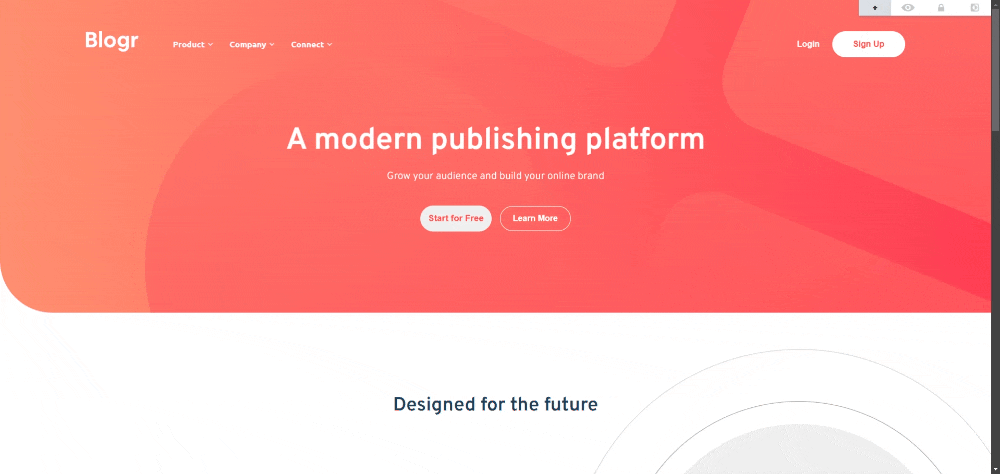 Blogr
Product Company Connect
Login Sign Up
A modern publishing platform
Grow your audience and build your online brand
Start for Free Learn More
Designed for the future